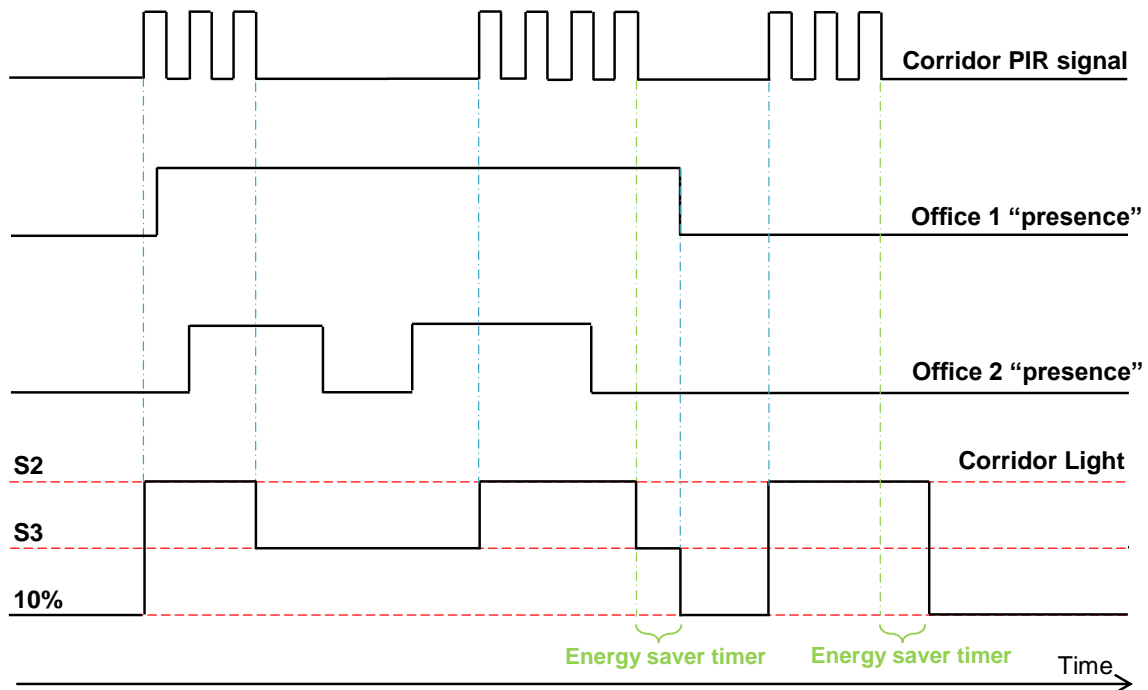 Corridor PIR signal
Office 1 “presence”
Office 2 “presence”
S2
Corridor Light
S3
10%
Energy saver timer
Energy saver timer
Time